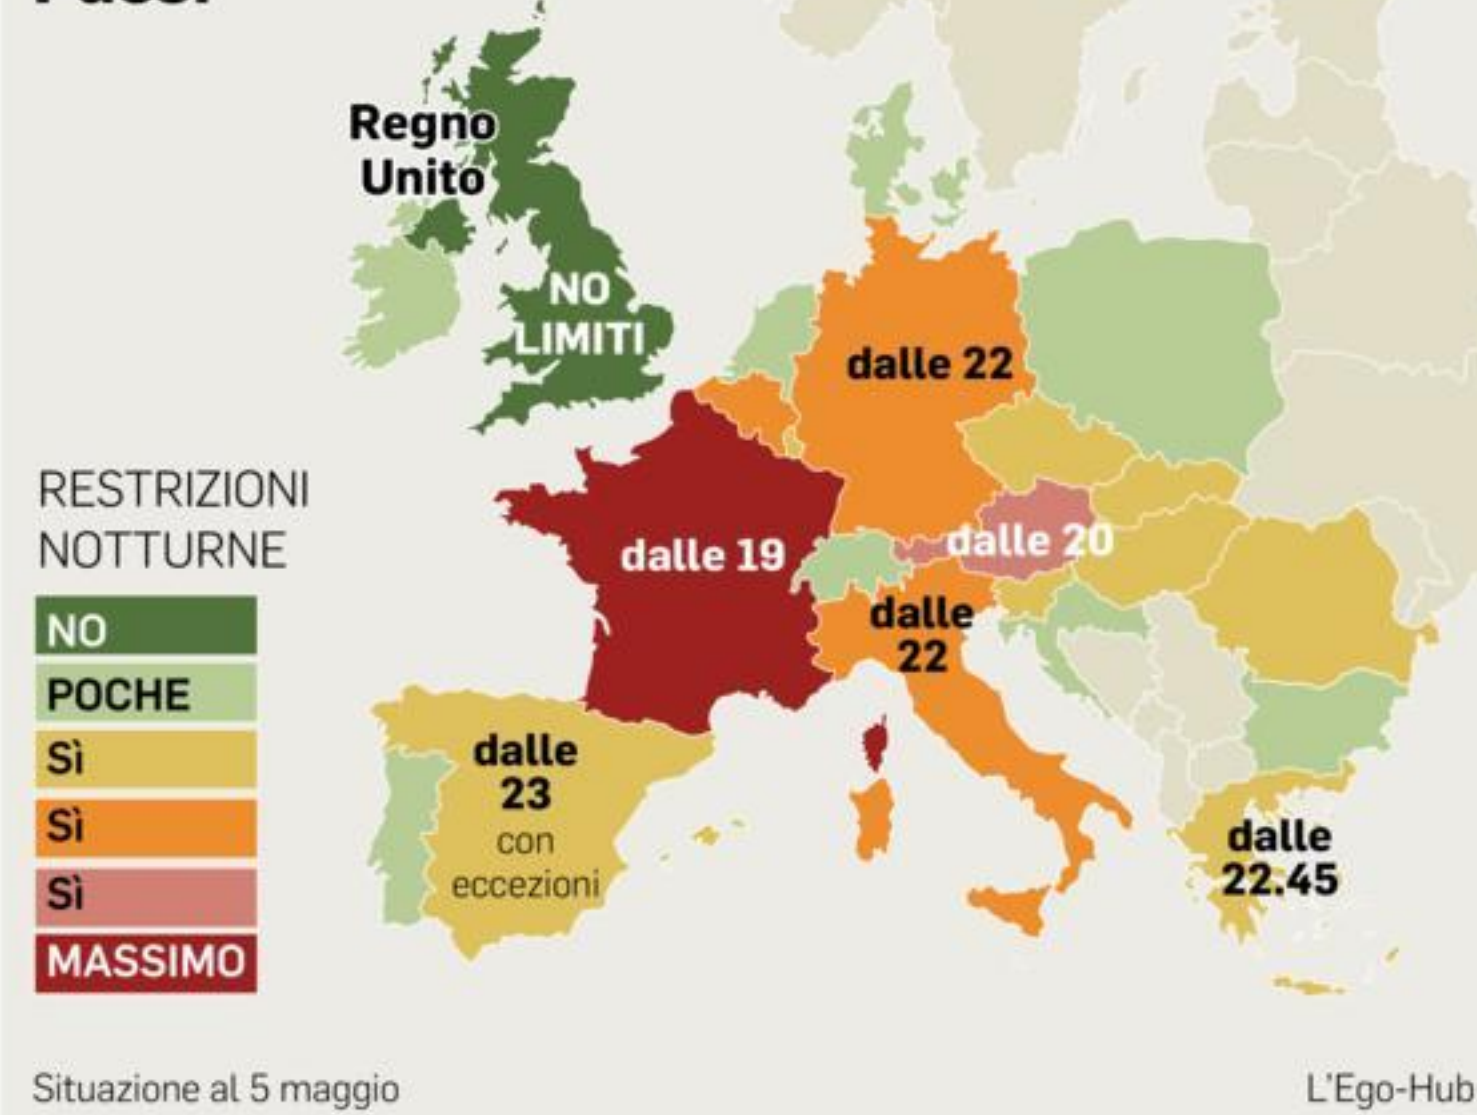 Regno
Unito
NO
LIMITI
dalle 22
RESTRIZIONI
NOTTURNE
dalle 19
dalle 20
dalle
22
NO
POCHE
Sì
Sì
Sì
MASSIMO
dalle
23
con
eccezioni
dalle
22.45
Situazione al 5 maggio
L'Ego-Hub